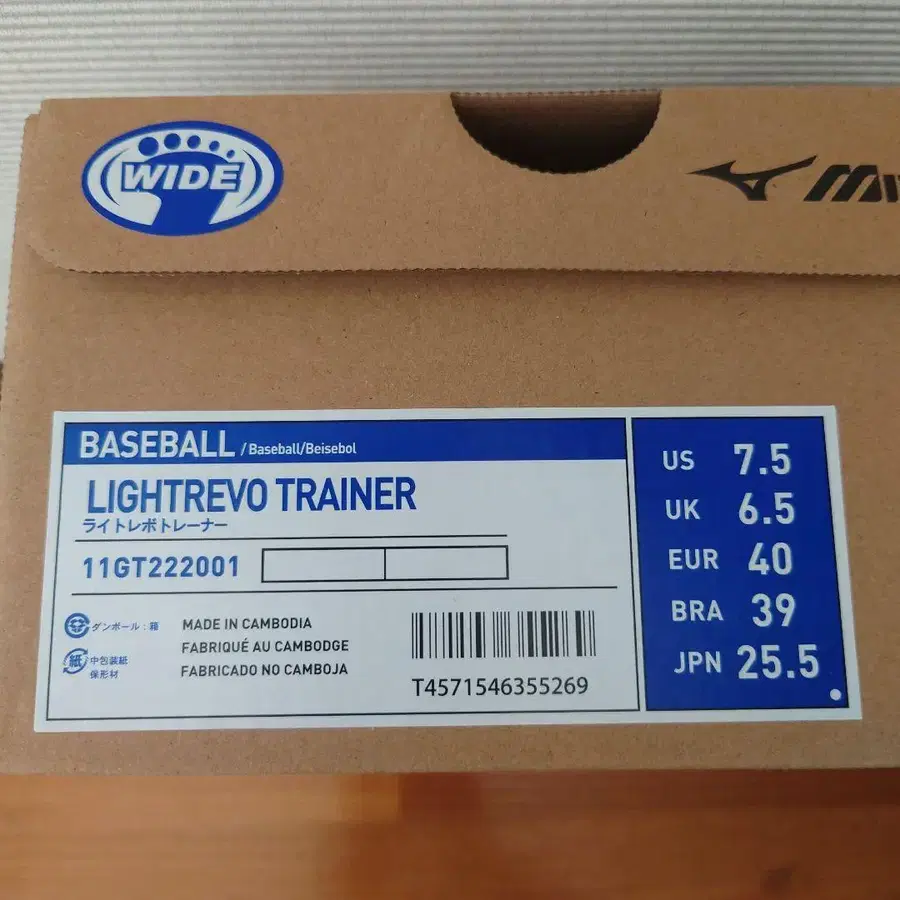 WIDE
BASEBALL /Baseball/Beisebol
LIGHTREVO TRAINER
ライトレボトレーナー
11GT222001
ダンボール：箱
紙 中包装紙
保形材
MADE IN CAMBODIA
FABRIQUÉ AU CAMBODGE
FABRICADO NO CAMBOJA
T4571546355269
US 7.5
UK 6.5
EUR 40
BRA 39
JPN 25.5